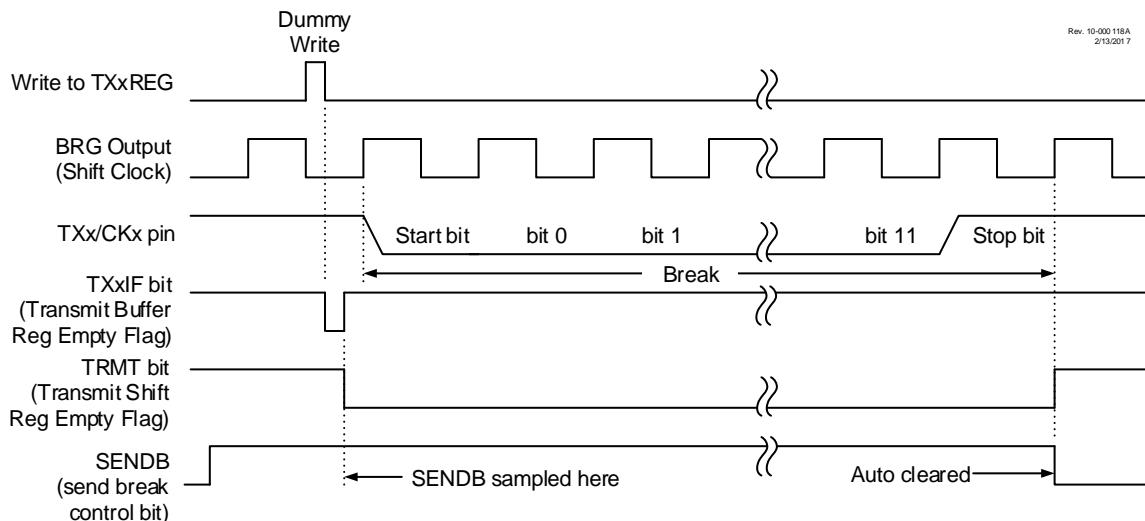 Dummy
Write
Rev. 10-000118A
2/13/2017
Write to TXxREG
BRG Output
(Shift Clock)
TXx/CKx pin
Start bit
bit 0
bit 1
bit 11
Stop bit
Break
TXxIF bit
(Transmit Buffer
Reg Empty Flag)
TRMT bit
(Transmit Shift
Reg Empty Flag)
SENDB
(send break
control bit)
SENDB sampled here
Auto cleared